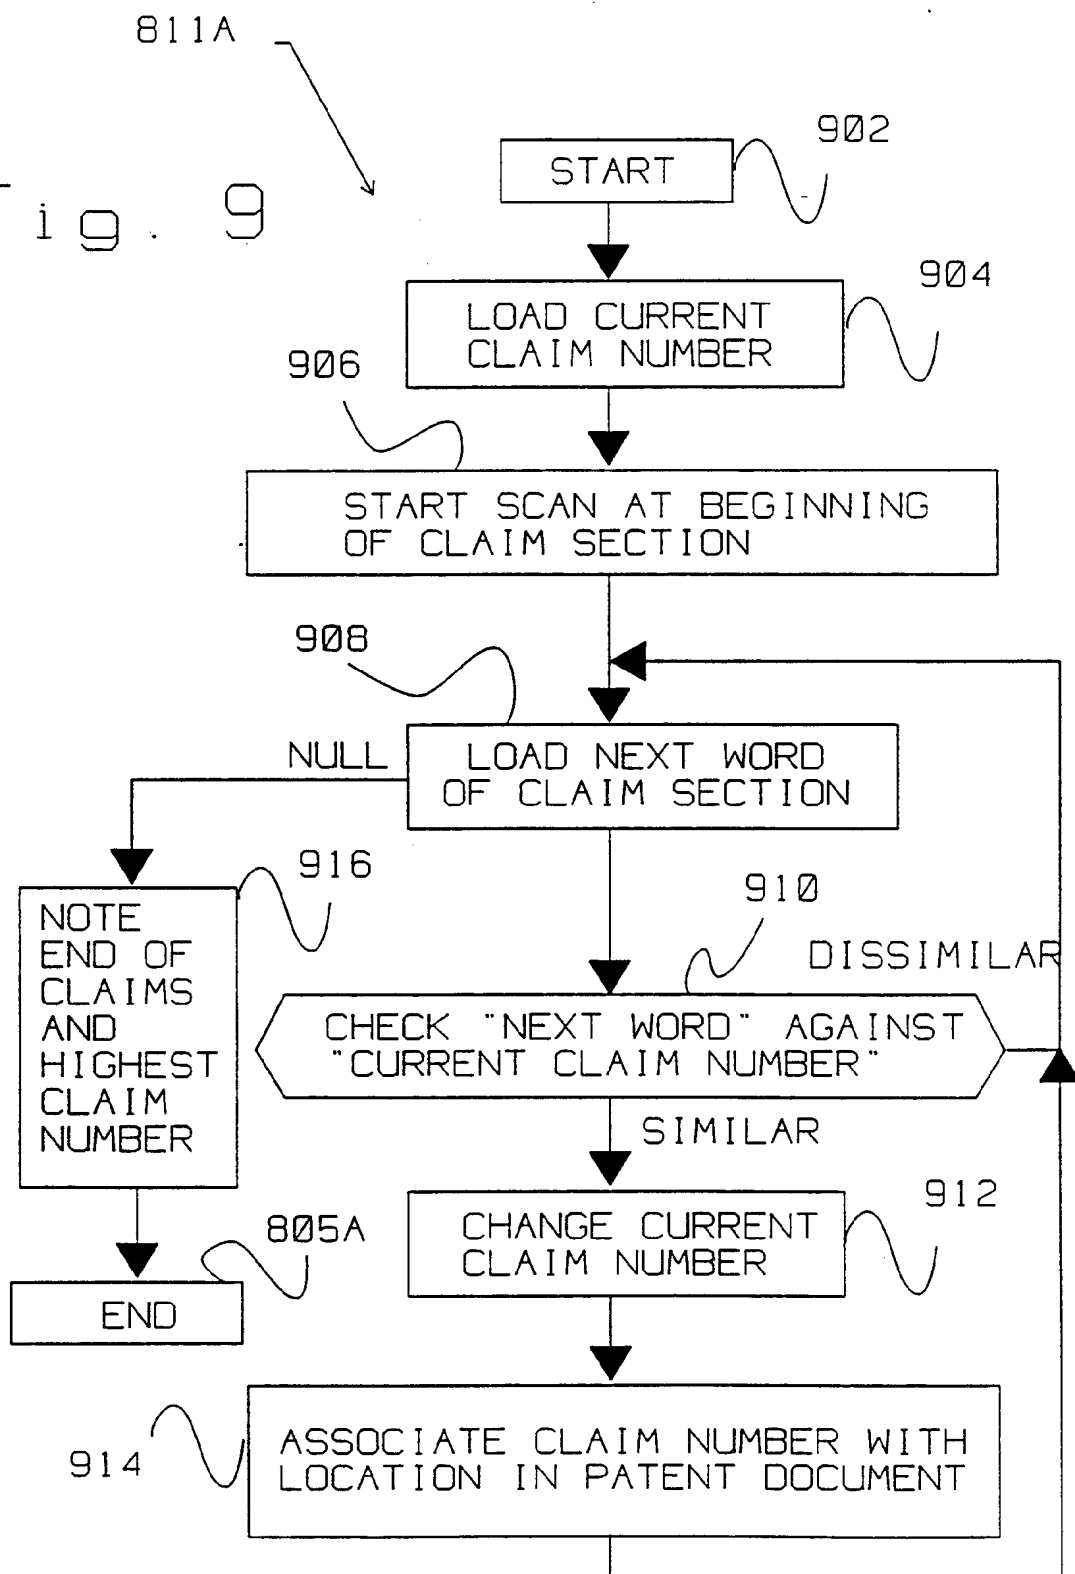 811A
902
START
ig. 9
904
LOAD CURRENT
CLAIM NUMBER
906
START SCAN AT BEGINNING
OF CLAIM SECTION
908
NULL
LOAD NEXT WORD
OF CLAIM SECTION
916
910
NOTE
END OF
CLAIMS
AND
HIGHEST
CLAIM
NUMBER
DISSIMILAR
CHECK "NEXT WORD" AGAINST
"CURRENT CLAIM NUMBER"
SIMILAR
912
805A
CHANGE CURRENT
CLAIM NUMBER
END
914
ASSOCIATE CLAIM NUMBER WITH
LOCATION IN PATENT DOCUMENT